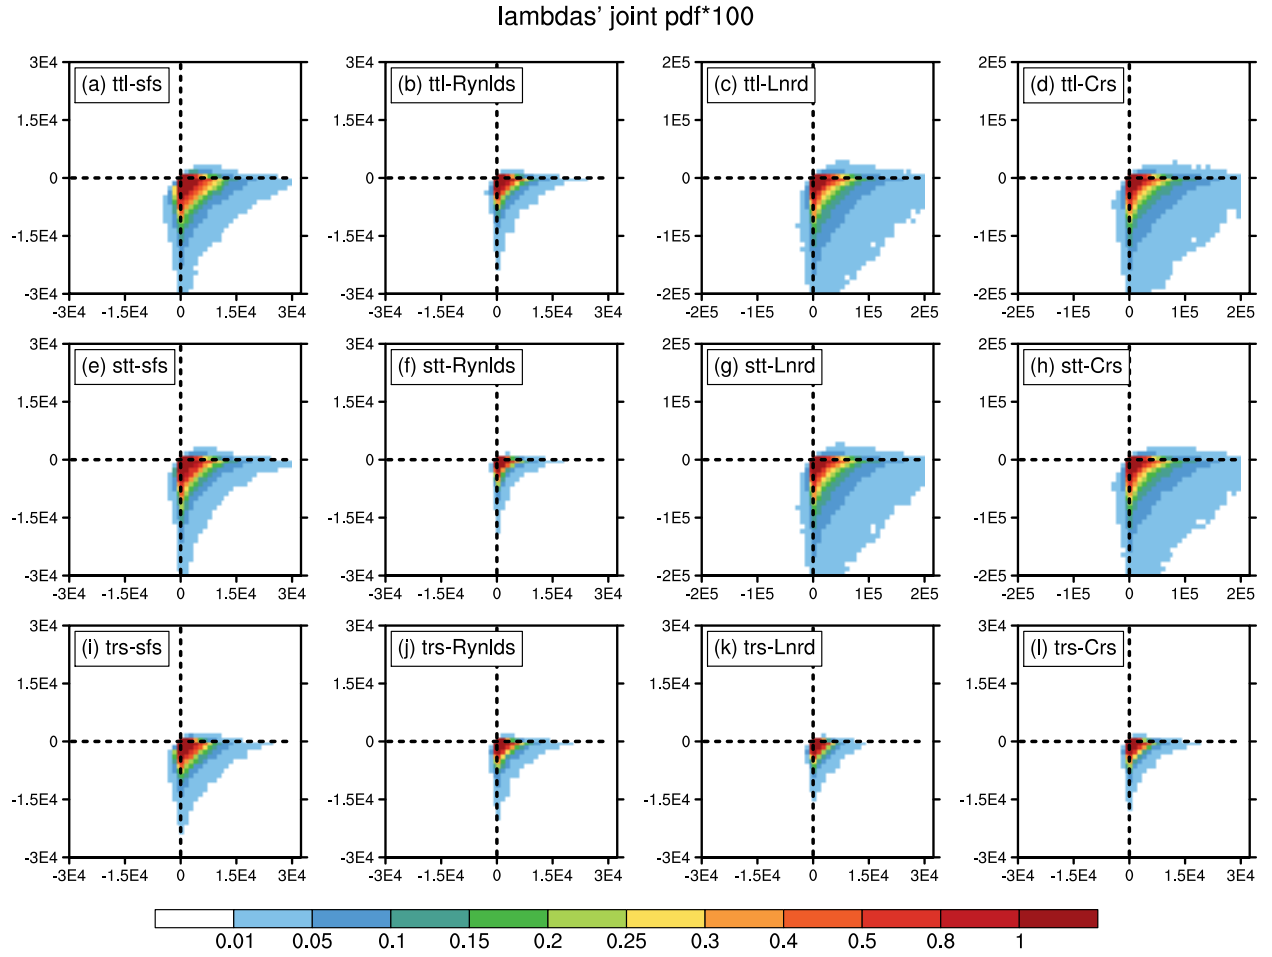 lambdas' joint pdf*100
(a) ttl-sfs
(b) ttl-Rynlds
(c) ttl-Lnrd
(d) ttl-Crs
3E4 3E4 2E5 2E5
1.5E4 1.5E4 1E5 1E5
0 0 0 0
-1.5E4 -1.5E4 -1E5 -1E5
-3E4 -3E4 -2E5 -2E5
-3E4 -1.5E4 0 1.5E4 3E4 -3E4 -1.5E4 0 1.5E4 3E4 -2E5 -1E5 0 1E5 2E5 -2E5 -1E5 0 1E5 2E5
(e) stt-sfs
(f) stt-Rynlds
(g) stt-Lnrd
(h) stt-Crs
3E4 3E4 2E5 2E5
1.5E4 1.5E4 1E5 1E5
0 0 0 0
-1.5E4 -1.5E4 -1E5 -1E5
-3E4 -3E4 -2E5 -2E5
-3E4 -1.5E4 0 1.5E4 3E4 -3E4 -1.5E4 0 1.5E4 3E4 -2E5 -1E5 0 1E5 2E5 -2E5 -1E5 0 1E5 2E5
(i) trs-sfs
(j) trs-Rynlds
(k) trs-Lnrd
(l) trs-Crs
3E4 3E4 3E4 3E4
1.5E4 1.5E4 1.5E4 1.5E4
0 0 0 0
-1.5E4 -1.5E4 -1.5E4 -1.5E4
-3E4 -3E4 -3E4 -3E4
-3E4 -1.5E4 0 1.5E4 3E4 -3E4 -1.5E4 0 1.5E4 3E4 -3E4 -1.5E4 0 1.5E4 3E4 -3E4 -1.5E4 0 1.5E4 3E4
0.01 0.05 0.1 0.15 0.2 0.25 0.3 0.4 0.5 0.8 1